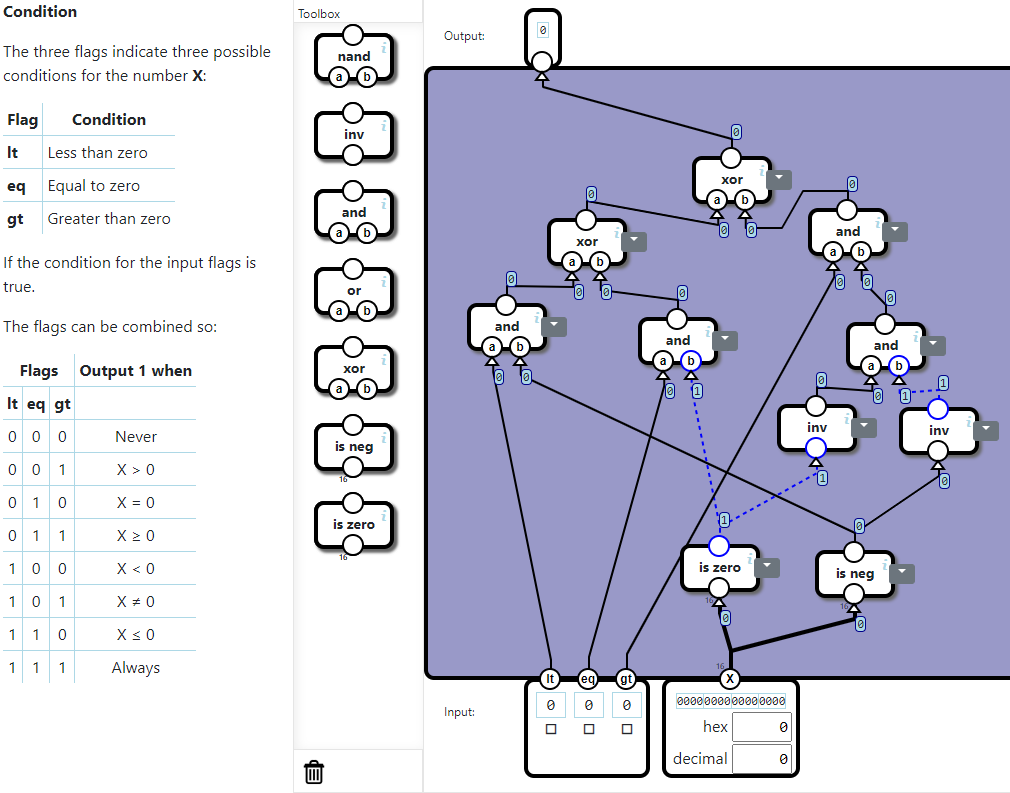 Condition
The three flags indicate three possible
conditions for the number X:
Flag Condition
lt Less than zero
eq Equal to zero
gt Greater than zero
If the condition for the input flags is
true.
The flags can be combined so:
Flags Output 1 when
lt eq gt
0 0 0 Never
0 0 1 X > 0
0 1 0 X = 0
0 1 1 X ≥ 0
1 0 0 X < 0
1 0 1 X ≠ 0
1 1 0 X ≤ 0
1 1 1 Always
Toolbox
nand i
a b
inv i
and i
a b
or i
a b
xor i
a b
is neg i
16
is zero i
16
Output:
0
0
xor i
a b
0 0
0
xor i
a b
0 0
0
and i
a b
0 0
0
and i
a b
0 0
0
and i
a b
0 1
0
and i
a b
0 1
0
inv i
1
1
inv i
0
1
is zero i
16
0
0
is neg i
16
0
Input:
lt eq gt
0 0 0
16
X
0000000000000000
hex 0
decimal 0